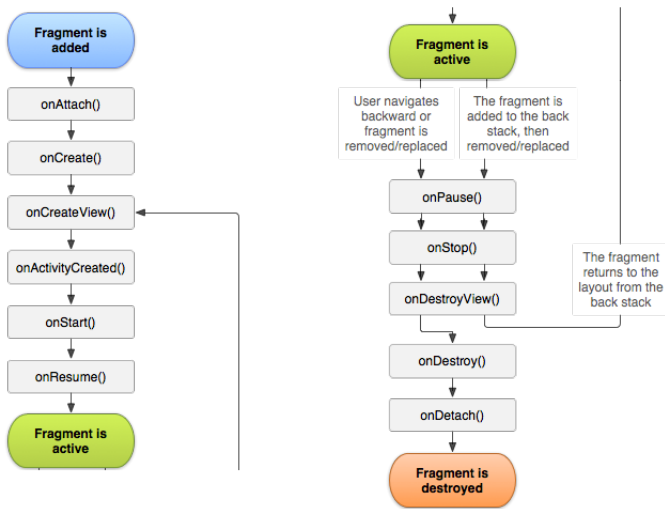 Fragment is
added
onAttach()
onCreate()
onCreateView()
onActivityCreated()
onStart()
onResume()
Fragment is
active
Fragment is
active
User navigates
backward or
fragment is
removed/replaced
The fragment is
added to the back
stack, then
removed/replaced
onPause()
onStop()
onDestroyView()
The fragment
returns to the
layout from the
back stack
onDestroy()
onDetach()
Fragment is
destroyed